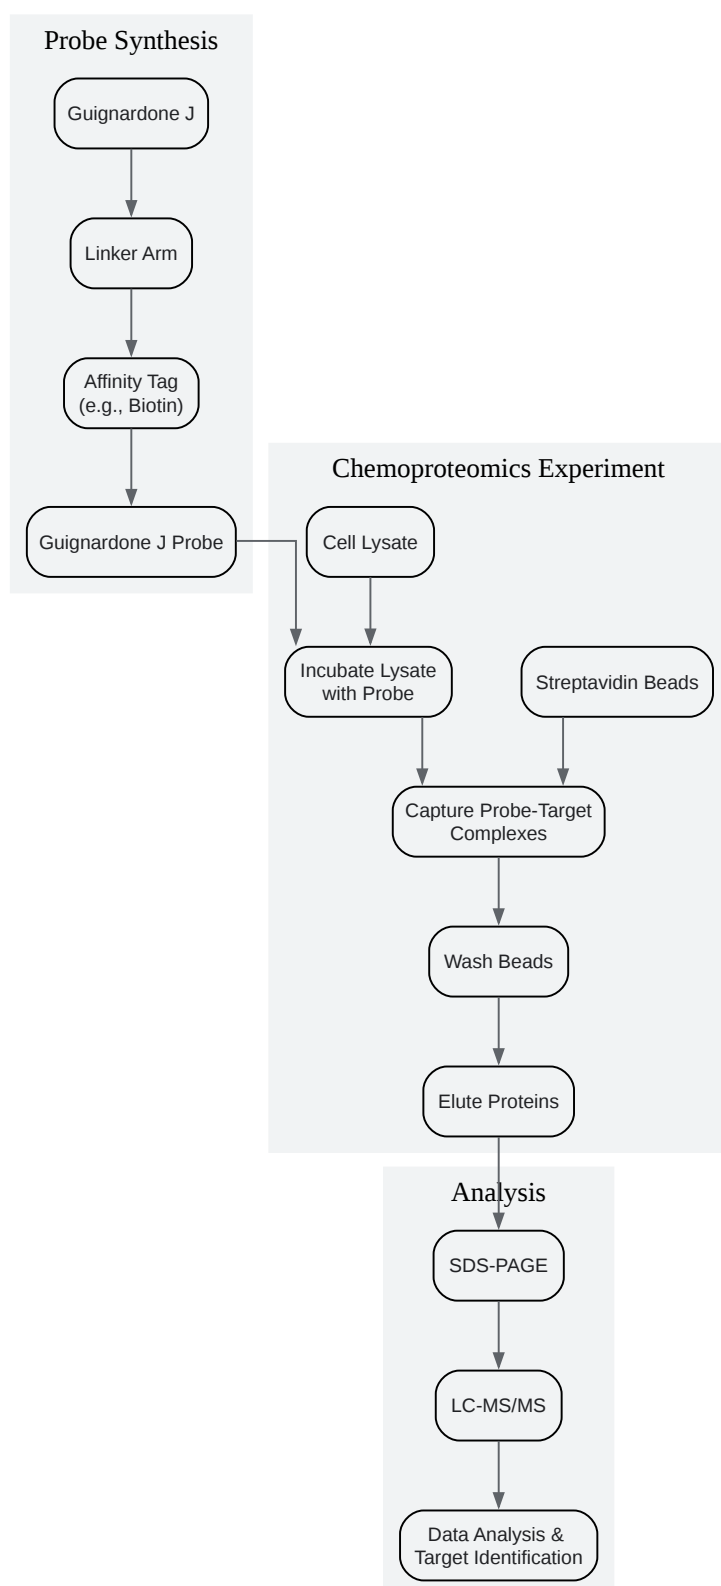 Probe Synthesis
Guignardone J
Linker Arm
Affinity Tag
(e.g., Biotin)
Guignardone J Probe
Chemoproteomics Experiment
Cell Lysate
Incubate Lysate
with Probe
Streptavidin Beads
Capture Probe-Target
Complexes
Wash Beads
Elute Proteins
Analysis
SDS-PAGE
LC-MS/MS
Data Analysis &
Target Identification